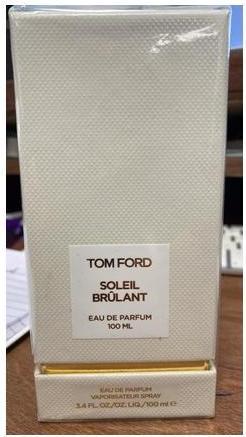 TOM FORD
SOLEIL
BRÛLANT
EAU DE PARFUM
100 ML
EAU DE PARFUM
VAPORISATEUR SPRAY
3.4 FL.OZ./OZ. LIQ./100 ml ℮